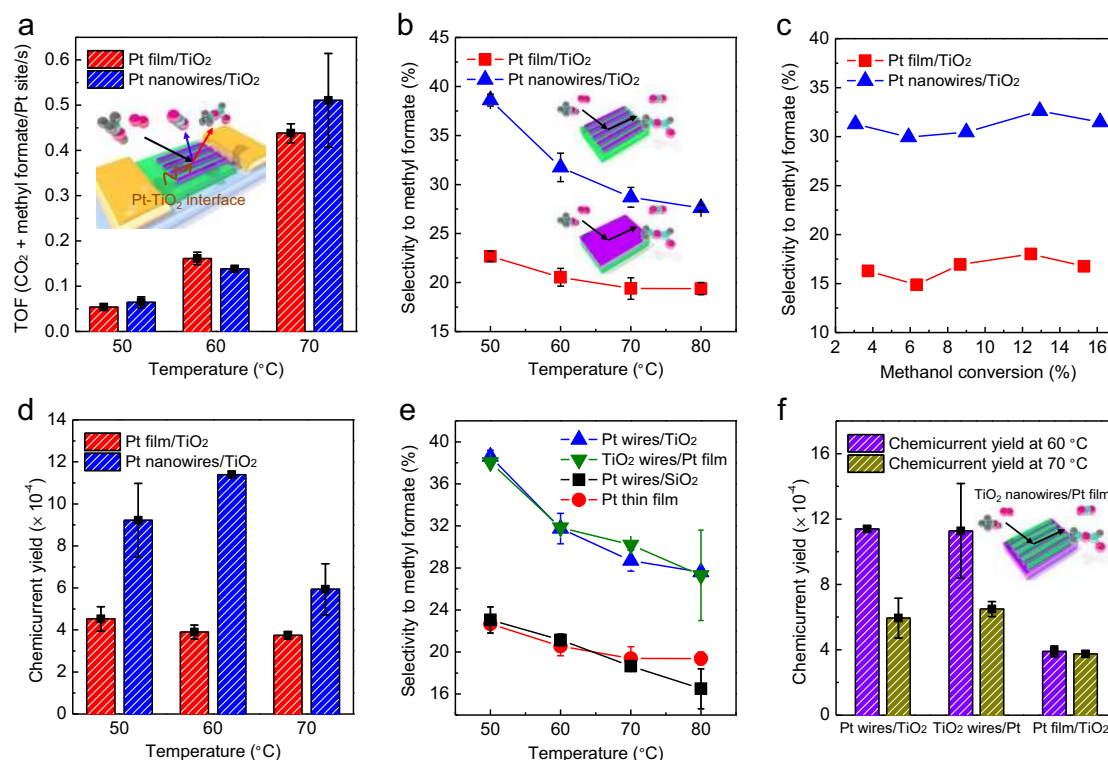 a
TOF (CO2 + methyl formate/Pt site/s)
0.6
0.5
0.4
0.3
0.2
0.1
0.0
Pt film/TiO2
Pt nanowires/TiO2
Pt-TiO2 interface
50 60 70
Temperature (°C)
b
Selectivity to methyl formate (%)
45
40
35
30
25
20
15
Pt film/TiO2
Pt nanowires/TiO2
50 60 70 80
Temperature (°C)
c
Selectivity to methyl formate (%)
40
35
30
25
20
15
10
Pt film/TiO2
Pt nanowires/TiO2
4 6 8 10 12 14 16
Methanol conversion (%)
d
Chemicurrent yield (× 10-4)
14
12
10
8
6
4
2
0
Pt film/TiO2
Pt nanowires/TiO2
50 60 70
Temperature (°C)
e
Selectivity to methyl formate (%)
40
36
32
28
24
20
16
Pt wires/TiO2
TiO2 wires/Pt film
Pt wires/SiO2
Pt thin film
50 60 70 80
Temperature (°C)
f
Chemicurrent yield (× 10-4)
16
12
8
4
0
Chemicurrent yield at 60 °C
Chemicurrent yield at 70 °C
TiO2 nanowires/Pt film
Pt wires/TiO2 TiO2 wires/Pt Pt film/TiO2